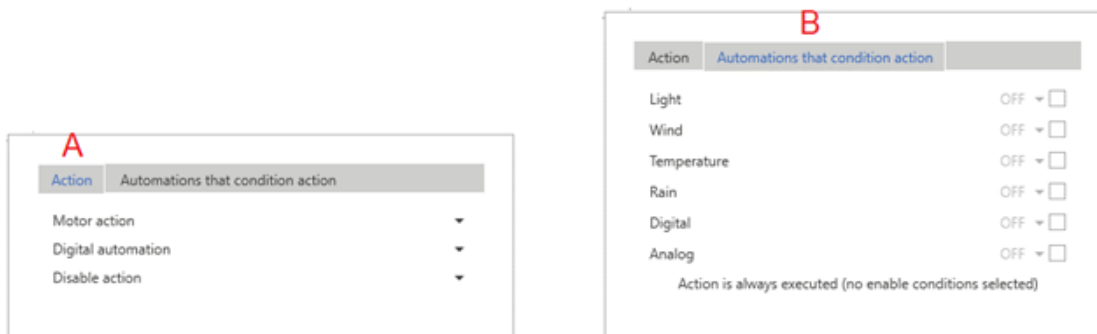 A
Action Automations that condition action
Motor action
Digital automation
Disable action
B
Action Automations that condition action
Light OFF
Wind OFF
Temperature OFF
Rain OFF
Digital OFF
Analog OFF
Action is always executed (no enable conditions selected)